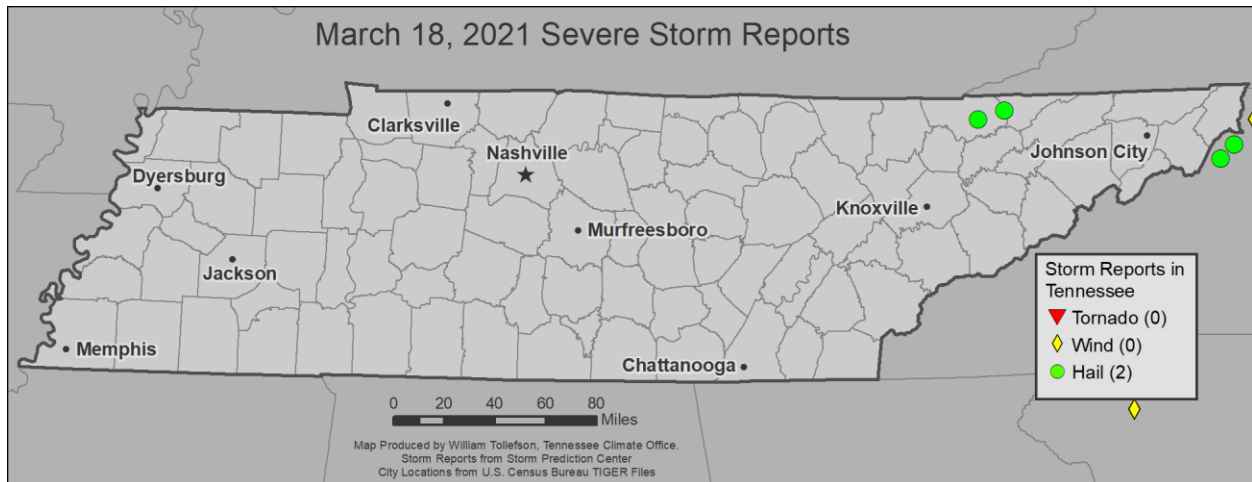 March 18, 2021 Severe Storm Reports
Clarksville
Nashville
Dyersburg
Johnson City
Knoxville
Murfreesboro
Jackson
Storm Reports in
Tennessee
Tornado (0)
Wind (0)
Hail (2)
Memphis
Chattanooga
0 20 40 60 80
Miles
Map Produced by William Tollefson, Tennessee Climate Office.
Storm Reports from Storm Prediction Center
City Locations from U.S. Census Bureau TIGER Files